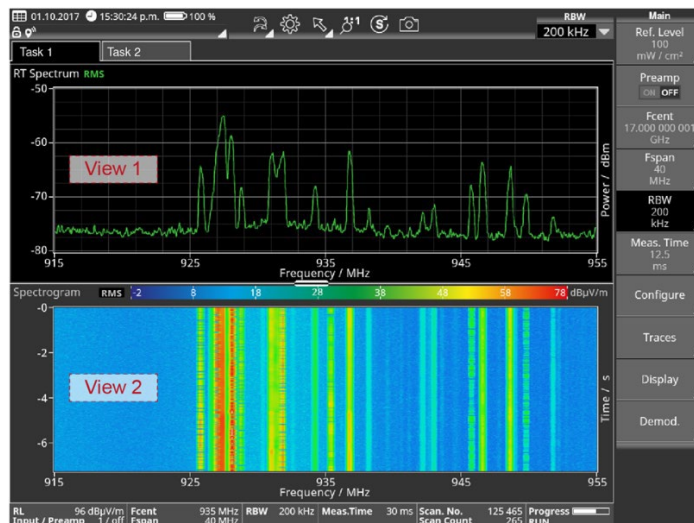 01.10.2017 15:30:24 p.m. 100 %
RBW
200 kHz
Task 1 Task 2
RT Spectrum RMS
-50
-60
-70
-80
View 1
Power / dBm
915 925 935 945 955
Frequency / MHz
Spectrogram RMS -2 8 18 28 38 48 58 78 dBµV/m
-0
-2
-4
-6
View 2
Time / s
915 925 935 945 955
Frequency / MHz
RL 96 dBµV/m Fcent 935 MHz RBW 200 kHz Meas.Time 30 ms Scan. No. 125 465 Progress
Input / Preamp 1 / off Fspan 40 MHz Scan Count 265 RUN
Main
Ref. Level
100
mW / cm²
Preamp
ON OFF
Fcent
17.000 000 001
GHz
Fspan
40
MHz
RBW
200
kHz
Meas. Time
12.5
ms
Configure
Traces
Display
Demod.